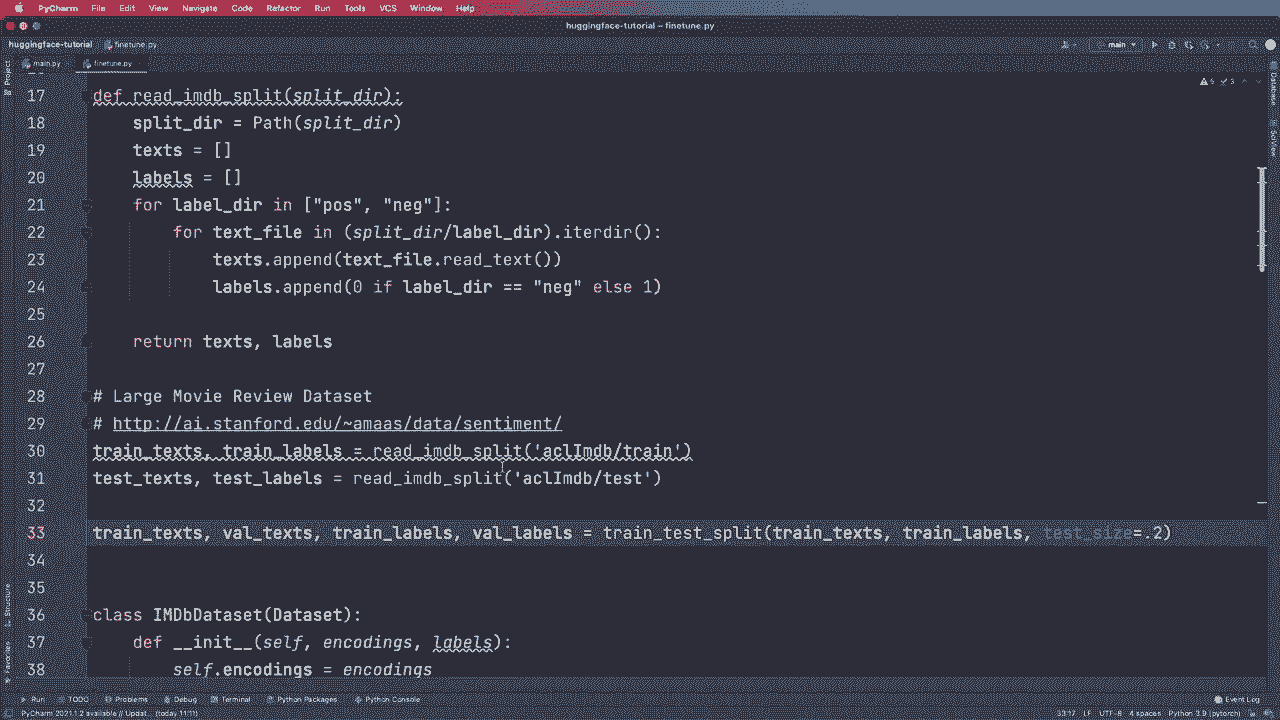 PyCharm File Edit View Navigate Code Refactor Run Tools VCS Window Help
huggingface-tutorial – finetune.py
huggingface-tutorial finetune.py main
main.py finetune.py
Project
Database
SciView
5 3
17 def read_imdb_split(split_dir):
18 split_dir = Path(split_dir)
19 texts = []
20 labels = []
21 for label_dir in ["pos", "neg"]:
22 for text_file in (split_dir/label_dir).iterdir():
23 texts.append(text_file.read_text())
24 labels.append(0 if label_dir == "neg" else 1)
25
26 return texts, labels
27
28 # Large Movie Review Dataset
29 # http://ai.stanford.edu/~amaas/data/sentiment/
30 train_texts, train_labels = read_imdb_split('aclImdb/train')
31 test_texts, test_labels = read_imdb_split('aclImdb/test')
32
33 train_texts, val_texts, train_labels, val_labels = train_test_split(train_texts, train_labels, test_size=.2)
34
35
36 class IMDbDataset(Dataset):
37 def __init__(self, encodings, labels):
38 self.encodings = encodings
Structure
Favorites
Run TODO Problems Debug Terminal Python Packages Python Console Event Log
PyCharm 2021.1.2 available // Updat... (today 11:11) 33:17 LF UTF-8 4 spaces Python 3.9 (pytorch)